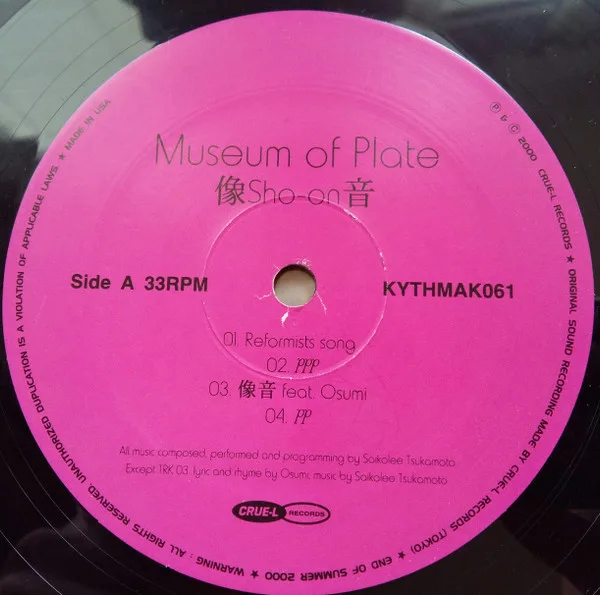 Museum of Plate
像Sho-on音
Side A 33RPM
KYTHMAK061
01. Reformists song
02. PPP
03. 像音 feat. Osumi
04. PP
All music composed, performed and programming by Saikolee Tsukamoto
Except TRK 03. lyric and rhyme by Osumi, music by Saikolee Tsukamoto
CRUE-L RECORDS
℗ & © 2000 CRUE-L RECORDS ★ ORIGINAL SOUND RECORDING MADE BY CRUE-L RECORDS (TOKYO) ★ END OF SUMMER 2000 ★ WARNING : ALL RIGHTS RESERVED. UNAUTHORIZED DUPLICATION IS A VIOLATION OF APPLICABLE LAWS. ★ MADE IN USA